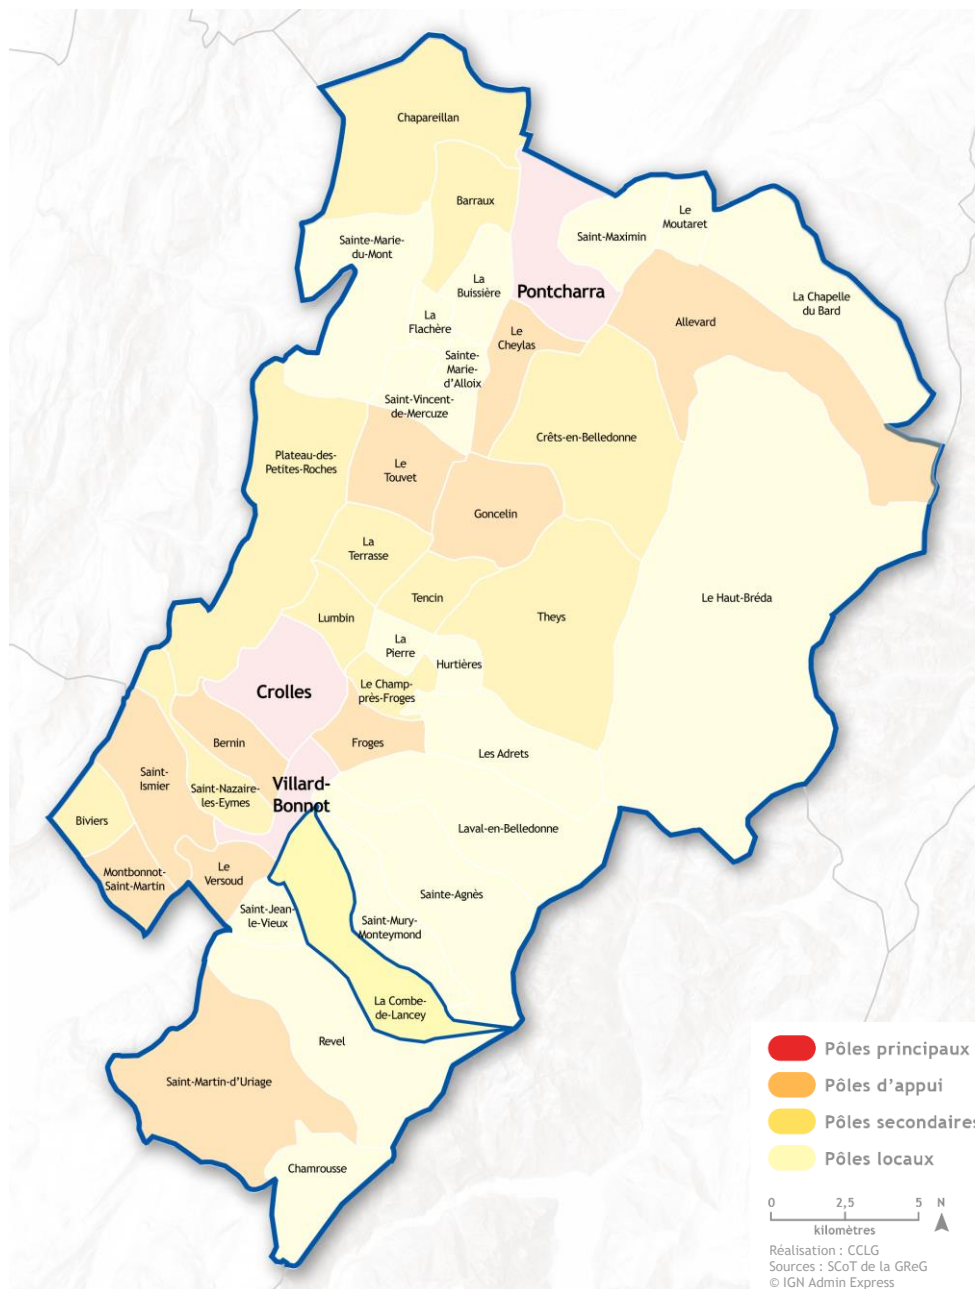 Chapareillan
Barraux
Le
Moutaret
Saint-Maximin
Sainte-Marie-
du-Mont
La
Buissière
Pontcharra
La Chapelle
du Bard
La
Flachère
Le
Cheylas
Allevard
Sainte-
Marie-
d'Alloix
Saint-Vincent-
de-Mercuze
Crêts-en-Belledonne
Plateau-des-
Petites-Roches
Le
Touvet
Goncelin
La
Terrasse
Tencin
Le Haut-Bréda
Lumbin
Theys
La
Pierre
Hurtières
Crolles
Le Champ-
près-Froges
Bernin
Froges
Les Adrets
Saint-
Ismier
Villard-
Bonnot
Saint-Nazaire-
les-Eymes
Biviers
Laval-en-Belledonne
Montbonnot-
Saint-Martin
Le
Versoud
Sainte-Agnès
Saint-Jean-
le-Vieux
Saint-Mury-
Monteymond
La Combe-
de-Lancey
Revel
Saint-Martin-d'Uriage
Chamrousse
Pôles principaux
Pôles d'appui
Pôles secondaires
Pôles locaux
0 2,5 5 N
kilomètres
Réalisation : CCLG
Sources : SCoT de la GReG
© IGN Admin Express